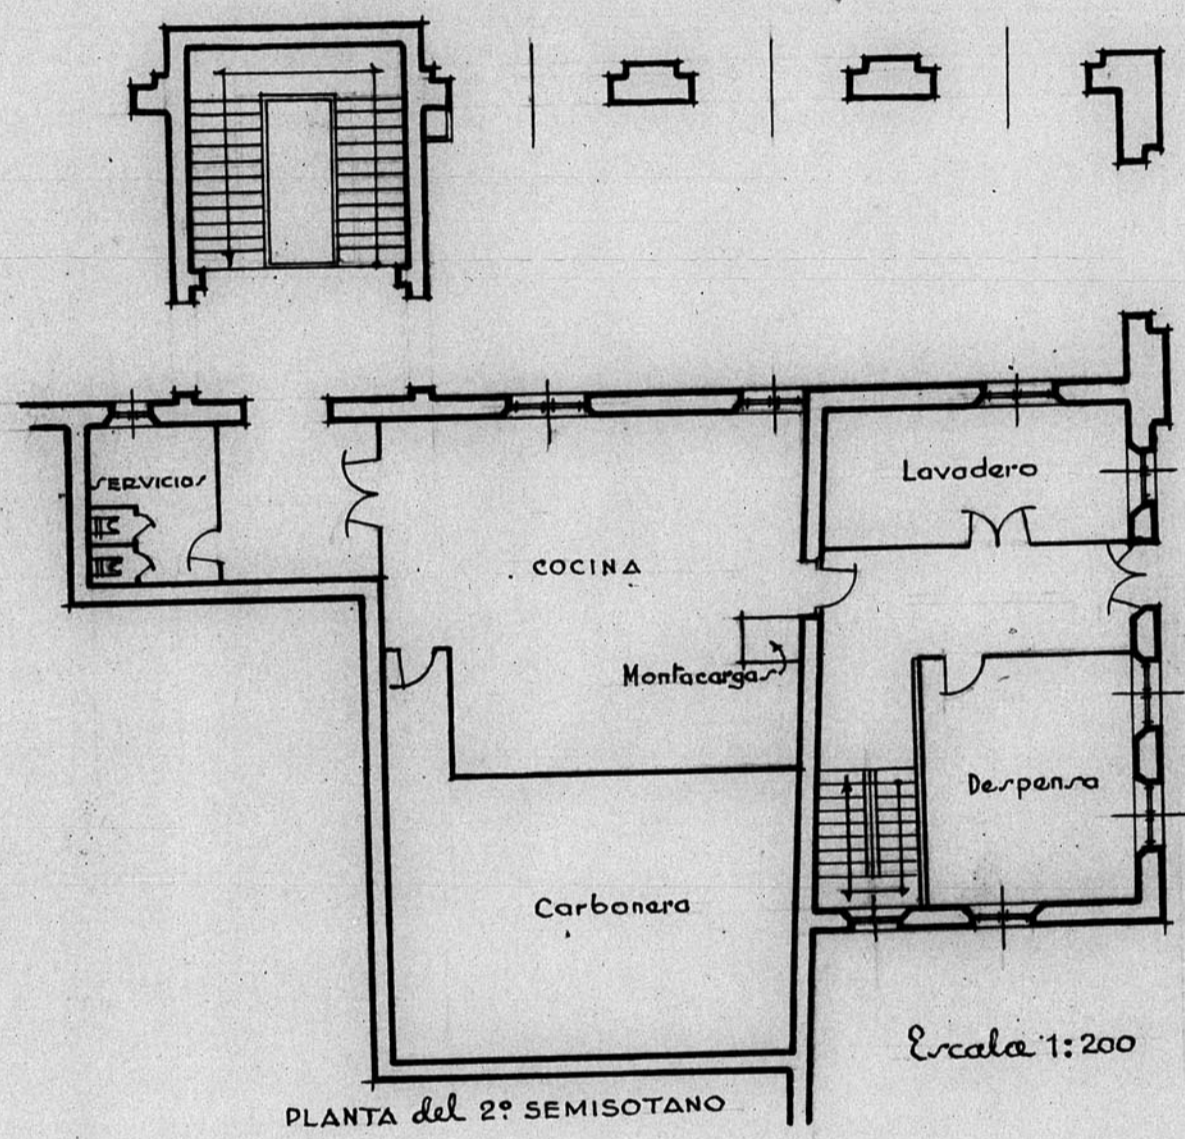 SERVICIOS
Lavadero
COCINA
Montacargas
Despensa
Carbonera
Escala 1:200
PLANTA del 2º SEMISOTANO